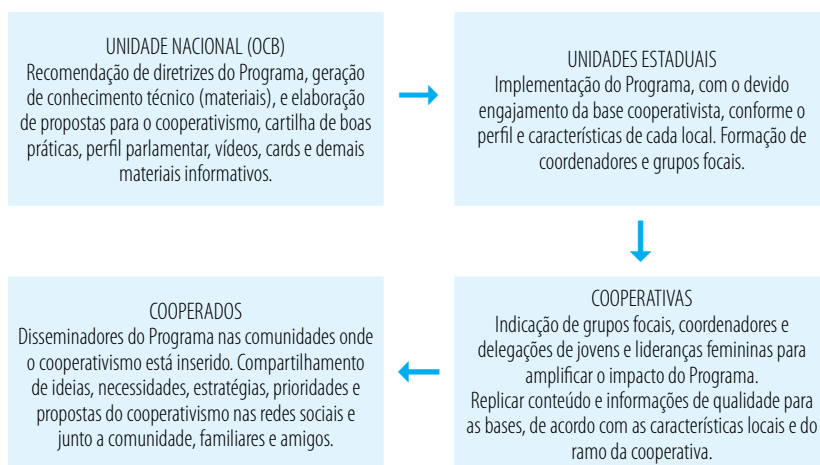 UNIDADE NACIONAL (OCB)
Recomendação de diretrizes do Programa, geração
de conhecimento técnico (materiais), e elaboração
de propostas para o cooperativismo, cartilha de boas
práticas, perfil parlamentar, vídeos, cards e demais
materiais informativos.
UNIDADES ESTADUAIS
Implementação do Programa, com o devido
engajamento da base cooperativista, conforme o
perfil e características de cada local. Formação de
coordenadores e grupos focais.
COOPERATIVAS
Indicação de grupos focais, coordenadores e
delegações de jovens e lideranças femininas para
amplificar o impacto do Programa.
Replicar conteúdo e informações de qualidade para
as bases, de acordo com as características locais e do
ramo da cooperativa.
COOPERADOS
Disseminadores do Programa nas comunidades onde
o cooperativismo está inserido. Compartilhamento
de ideias, necessidades, estratégias, prioridades e
propostas do cooperativismo nas redes sociais e
junto a comunidade, familiares e amigos.